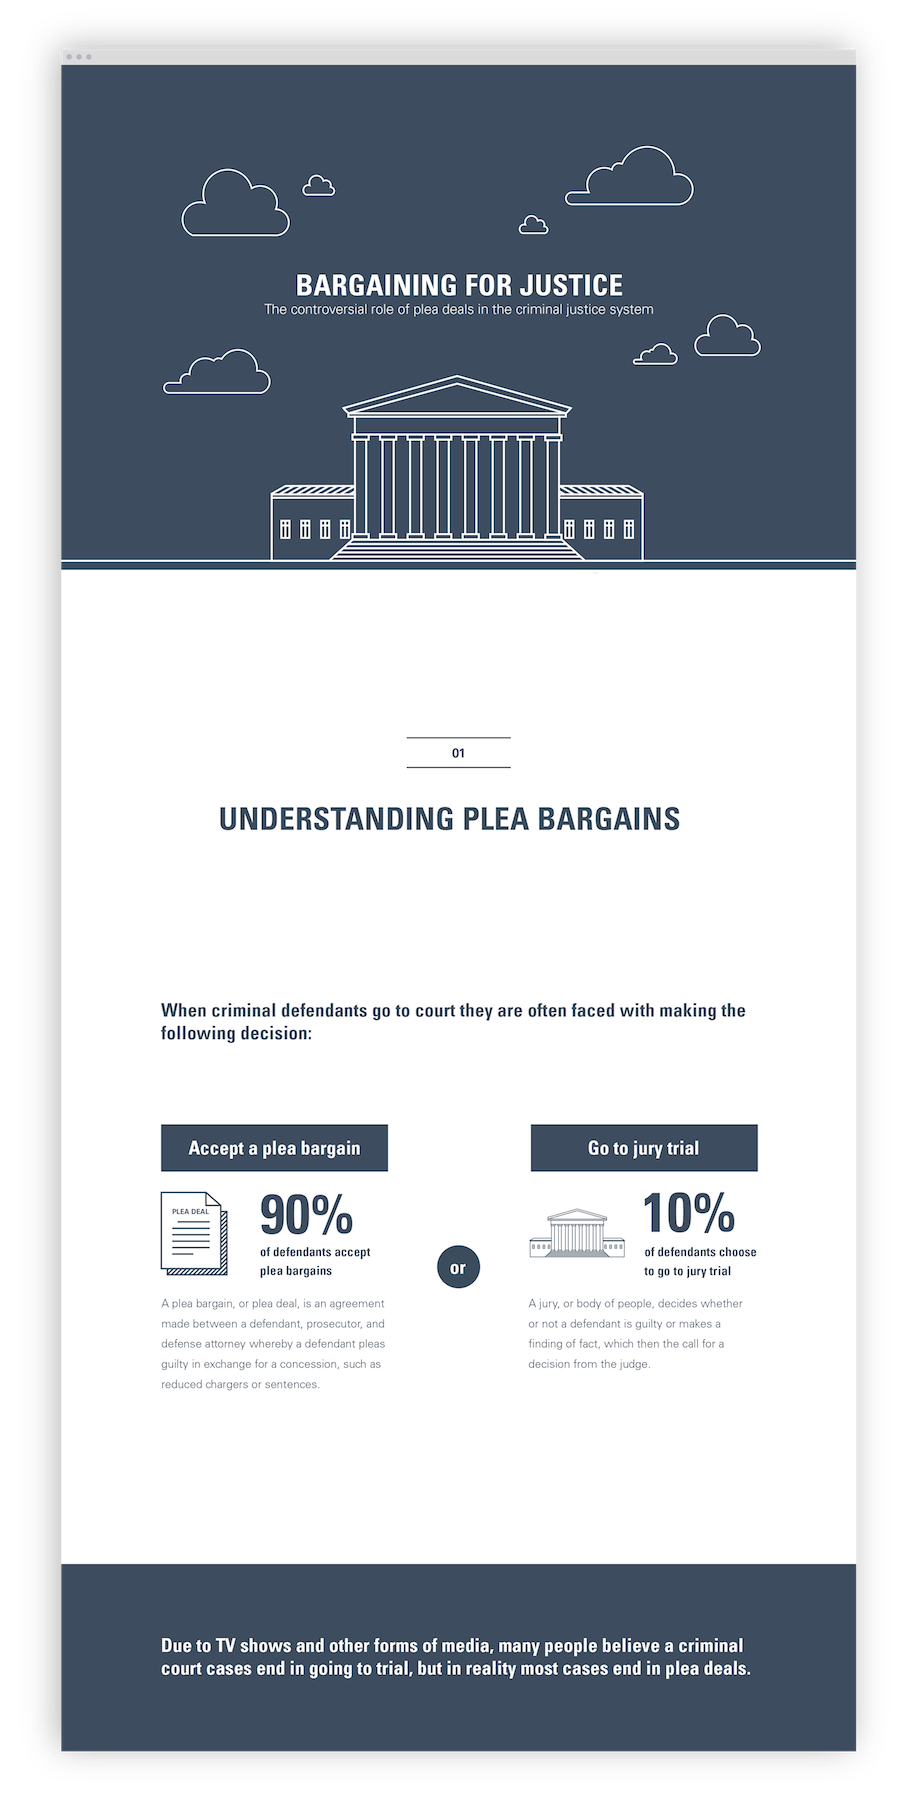 BARGAINING FOR JUSTICE
The controversial role of plea deals in the criminal justice system
01
UNDERSTANDING PLEA BARGAINS
When criminal defendants go to court they are often faced with making the
following decision:
Accept a plea bargain
PLEA DEAL
90%
of defendants accept
plea bargains
A plea bargain, or plea deal, is an agreement
made between a defendant, prosecutor, and
defense attorney whereby a defendant pleas
guilty in exchange for a concession, such as
reduced chargers or sentences.
or
Go to jury trial
10%
of defendants choose
to go to jury trial
A jury, or body of people, decides whether
or not a defendant is guilty or makes a
finding of fact, which then the call for a
decision from the judge.
Due to TV shows and other forms of media, many people believe a criminal
court cases end in going to trial, but in reality most cases end in plea deals.